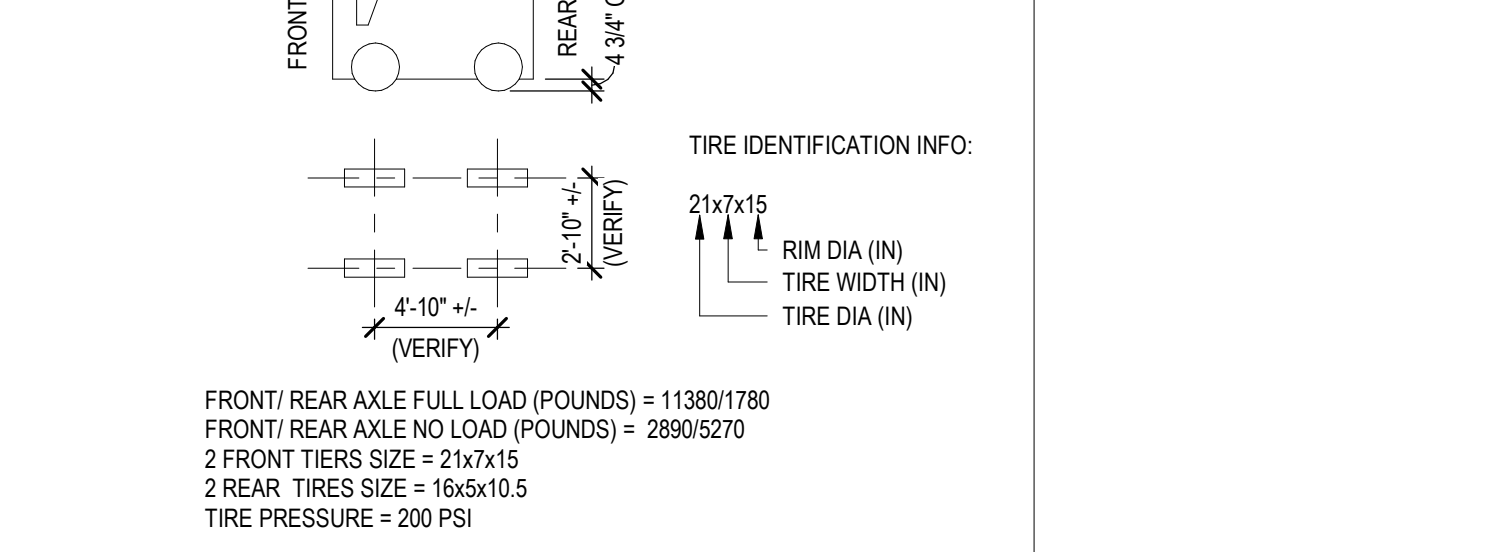 FRONT
REAR
4 3/4"
TIRE IDENTIFICATION INFO:
21x7x15
RIM DIA (IN)
TIRE WIDTH (IN)
TIRE DIA (IN)
2'-10" +/-
(VERIFY)
4'-10" +/-
(VERIFY)
FRONT/ REAR AXLE FULL LOAD (POUNDS) = 11380/1780
FRONT/ REAR AXLE NO LOAD (POUNDS) = 2890/5270
2 FRONT TIERS SIZE = 21x7x15
2 REAR TIRES SIZE = 16x5x10.5
TIRE PRESSURE = 200 PSI